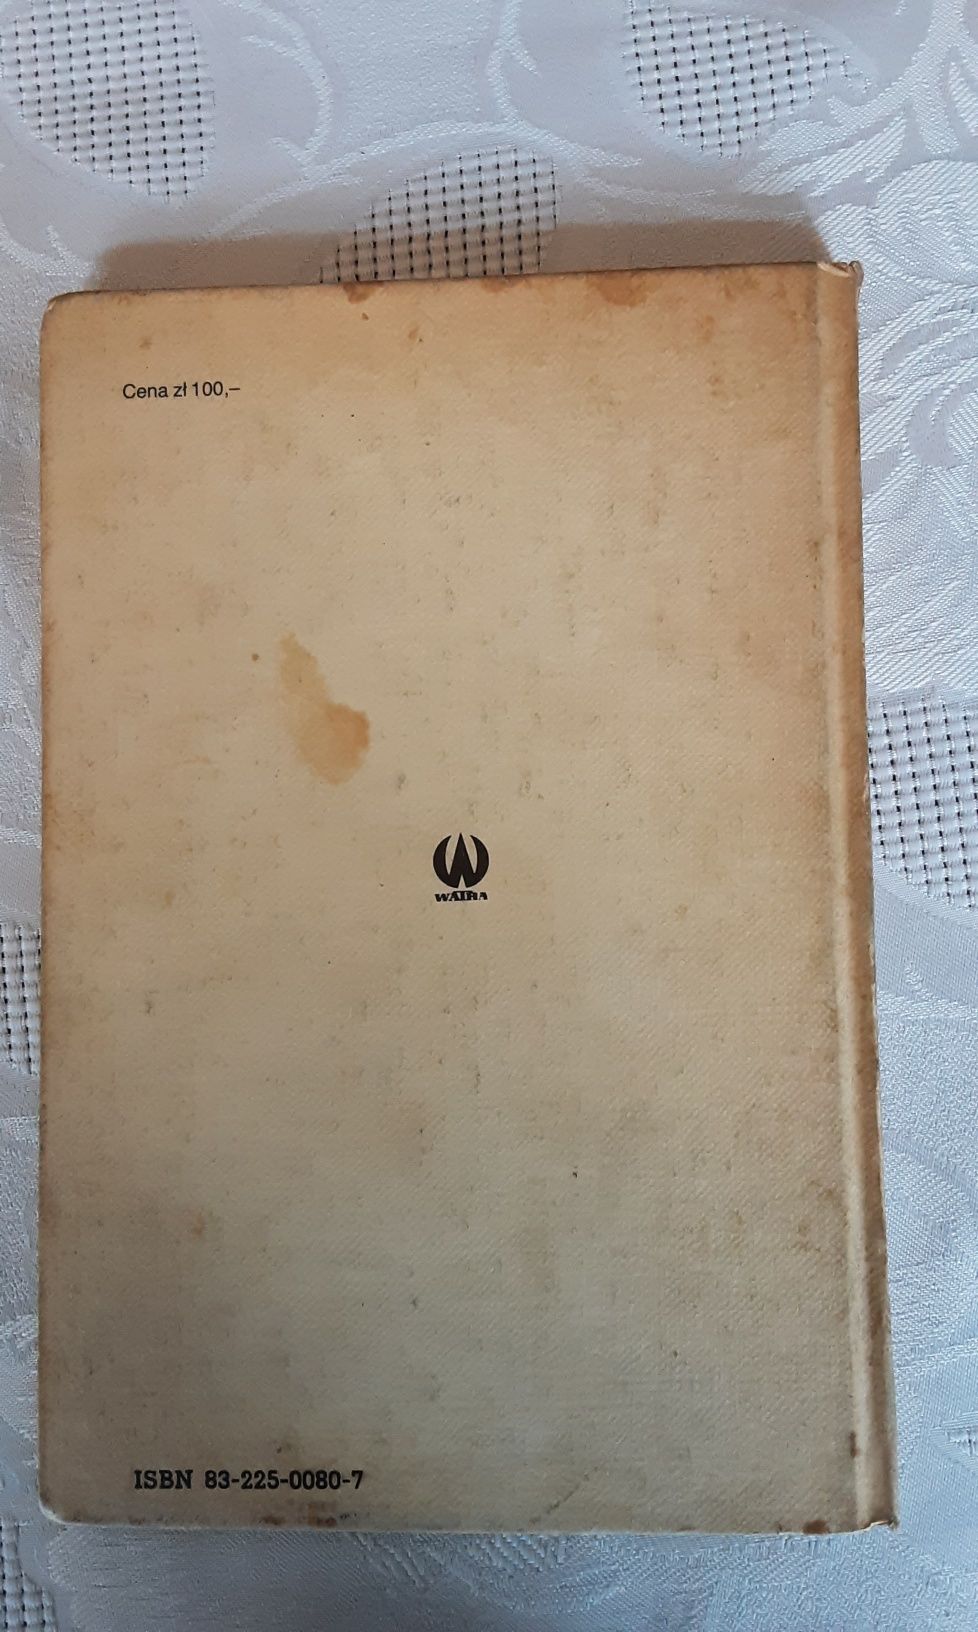 Cena zł 100,–
WATRA
ISBN 83-225-0080-7